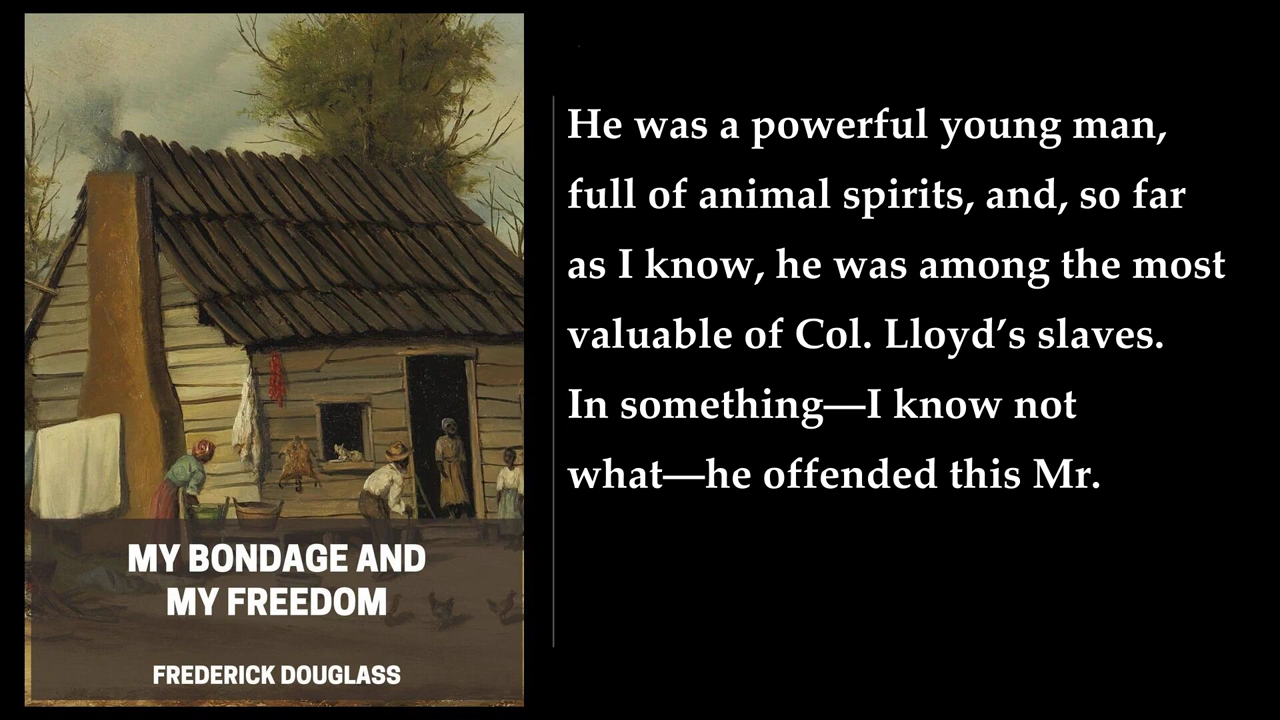 MY BONDAGE AND
MY FREEDOM
FREDERICK DOUGLASS
He was a powerful young man,
full of animal spirits, and, so far
as I know, he was among the most
valuable of Col. Lloyd’s slaves.
In something—I know not
what—he offended this Mr.